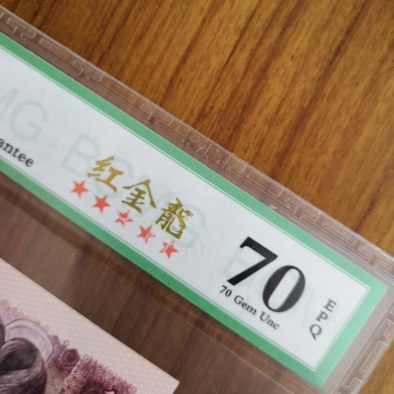 antee
红金龍
★★★★★
70
EPQ
70 Gem Unc